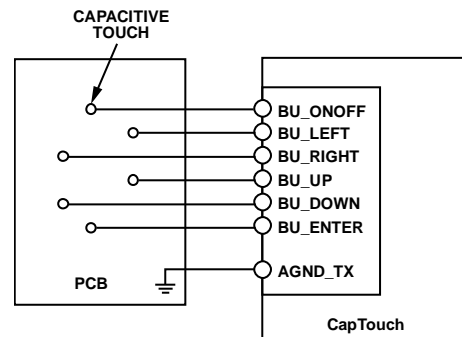 CAPACITIVE
TOUCH
BU_ONOFF
BU_LEFT
BU_RIGHT
BU_UP
BU_DOWN
BU_ENTER
AGND_TX
PCB
CapTouch